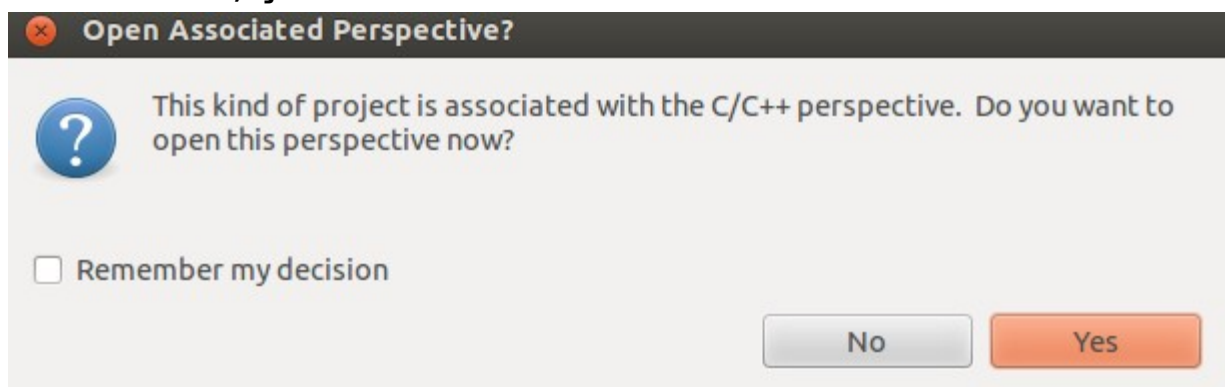 Open Associated Perspective?
This kind of project is associated with the C/C++ perspective. Do you want to
open this perspective now?
Remember my decision
No Yes